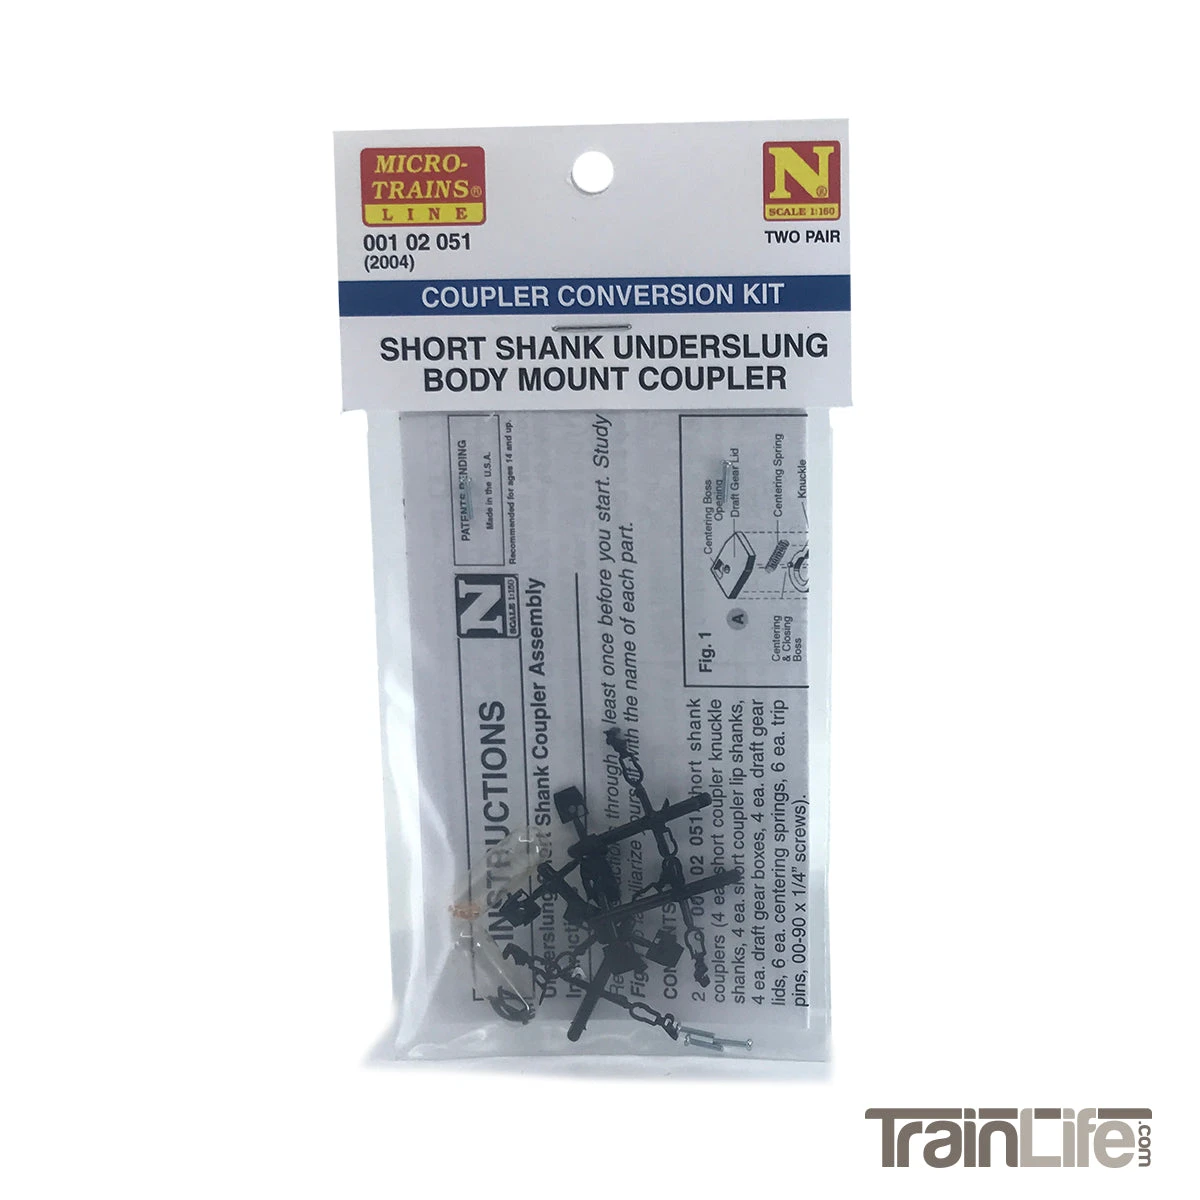 MICRO-
TRAINS®
LINE
001 02 051
(2004)
N®
SCALE 1:160
TWO PAIR
COUPLER CONVERSION KIT
SHORT SHANK UNDERSLUNG
BODY MOUNT COUPLER
PATENTS PENDING
Made in the U.S.A.
Recommended for ages 14 and up.
N
SCALE 1:160
INSTRUCTIONS
Shank Coupler Assembly
through least once before you start. Study
with the name of each part.
Fig. 1
A
Centering Boss
Opening
Draft Gear Lid
Centering Spring
Knuckle
Centering
& Closing
Boss
2 02 051 short shank
couplers (4 ea. short coupler knuckle
shanks, 4 ea. short coupler lip shanks,
4 ea. draft gear boxes, 4 ea. draft gear
lids, 6 ea. centering springs, 6 ea. trip
pins, 00-90 x 1/4" screws).
TrainLife.com